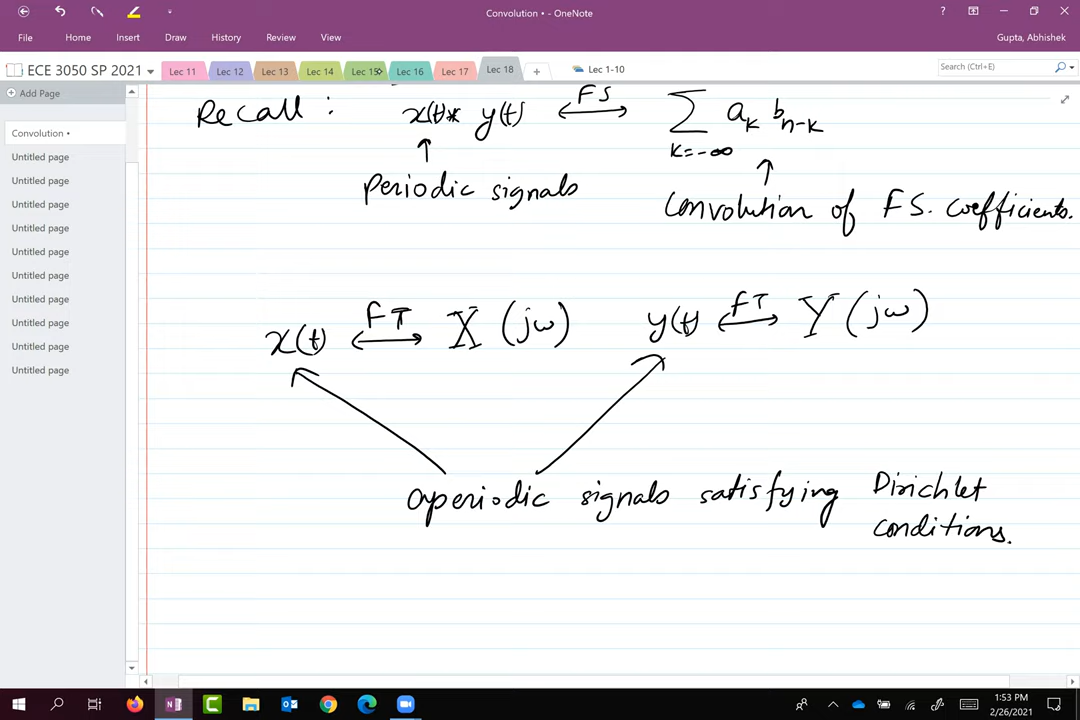 Convolution • - OneNote
Gupta, Abhishek
File Home Insert Draw History Review View
ECE 3050 SP 2021
Lec 11 Lec 12 Lec 13 Lec 14 Lec 15 Lec 16 Lec 17 Lec 18
Lec 1-10
Search (Ctrl+E)
Add Page
Convolution •
Untitled page
Untitled page
Untitled page
Untitled page
Untitled page
Untitled page
Untitled page
Untitled page
Untitled page
Recall : x(t)* y(t) ⟷ FS ∑ k=-∞ a_k b_{n-k}
periodic signals
Convolution of F S. coefficients.
x(t) ⟷ FT X (jω) y(t) ⟷ FT Y (jω)
aperiodic signals satisfying Dirichlet
conditions.
1:53 PM
2/26/2021